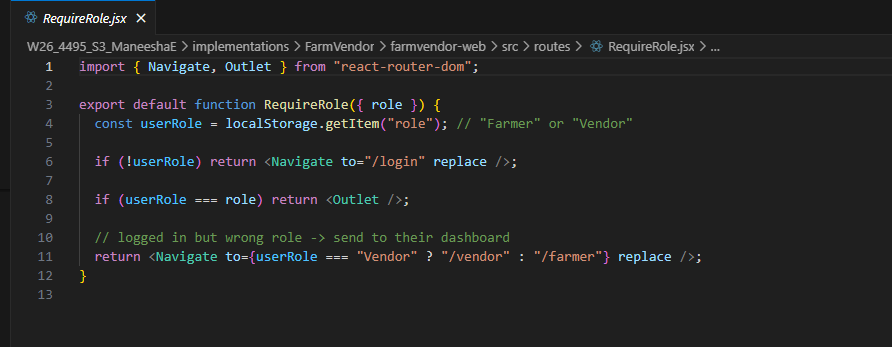 RequireRole.jsx ×
W26_4495_S3_ManeeshaE > implementations > FarmVendor > farmvendor-web > src > routes > RequireRole.jsx > ...
1 import { Navigate, Outlet } from "react-router-dom";
2
3 export default function RequireRole({ role }) {
4   const userRole = localStorage.getItem("role"); // "Farmer" or "Vendor"
5
6   if (!userRole) return <Navigate to="/login" replace />;
7
8   if (userRole === role) return <Outlet />;
9
10   // logged in but wrong role -> send to their dashboard
11   return <Navigate to={userRole === "Vendor" ? "/vendor" : "/farmer"} replace />;
12 }
13